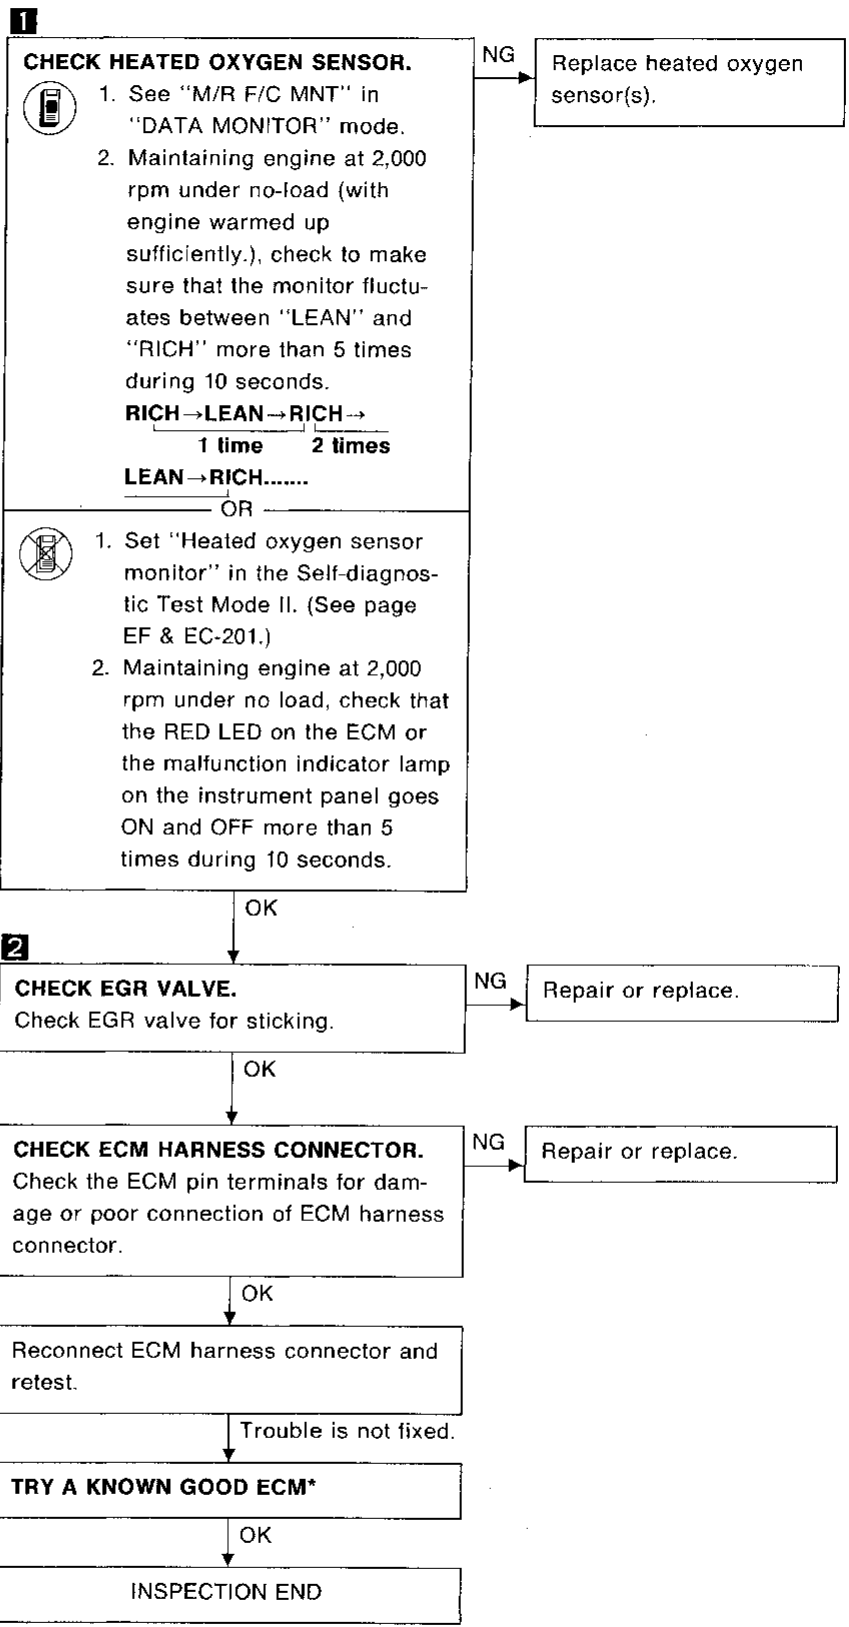 1
CHECK HEATED OXYGEN SENSOR.
1. See "M/R F/C MNT" in
"DATA MONITOR" mode.
2. Maintaining engine at 2,000
rpm under no-load (with
engine warmed up
sufficiently.), check to make
sure that the monitor fluctu-
ates between "LEAN" and
"RICH" more than 5 times
during 10 seconds.
RICH→LEAN→RICH→
1 time 2 times
LEAN→RICH.......
NG
Replace heated oxygen
sensor(s).
OR
1. Set "Heated oxygen sensor
monitor" in the Self-diagnos-
tic Test Mode II. (See page
EF & EC-201.)
2. Maintaining engine at 2,000
rpm under no load, check that
the RED LED on the ECM or
the malfunction indicator lamp
on the instrument panel goes
ON and OFF more than 5
times during 10 seconds.
OK
2
CHECK EGR VALVE.
Check EGR valve for sticking.
NG
Repair or replace.
OK
CHECK ECM HARNESS CONNECTOR.
Check the ECM pin terminals for dam-
age or poor connection of ECM harness
connector.
NG
Repair or replace.
OK
Reconnect ECM harness connector and
retest.
Trouble is not fixed.
TRY A KNOWN GOOD ECM*
OK
INSPECTION END